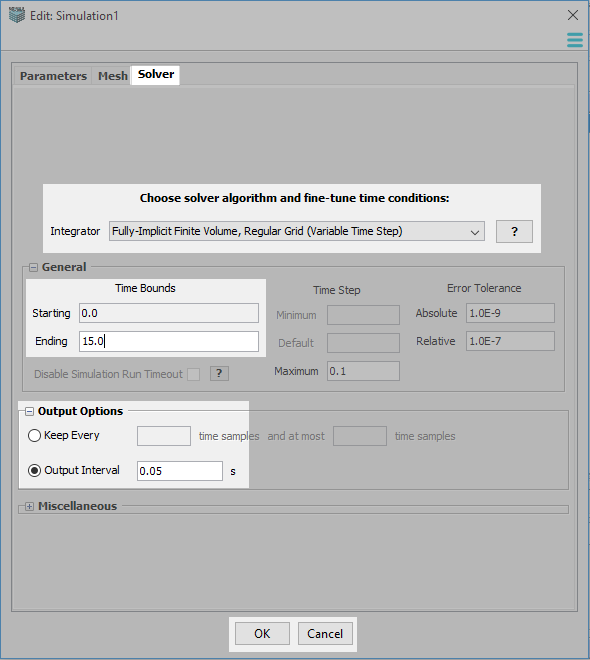 Edit: Simulation1
Parameters Mesh Solver
Choose solver algorithm and fine-tune time conditions:
Integrator Fully-Implicit Finite Volume, Regular Grid (Variable Time Step) ?
General
Time Bounds Time Step Error Tolerance
Starting 0.0 Minimum Absolute 1.0E-9
Ending 15.0 Default Relative 1.0E-7
Disable Simulation Run Timeout ? Maximum 0.1
Output Options
Keep Every time samples and at most time samples
Output Interval 0.05 s
Miscellaneous
OK Cancel